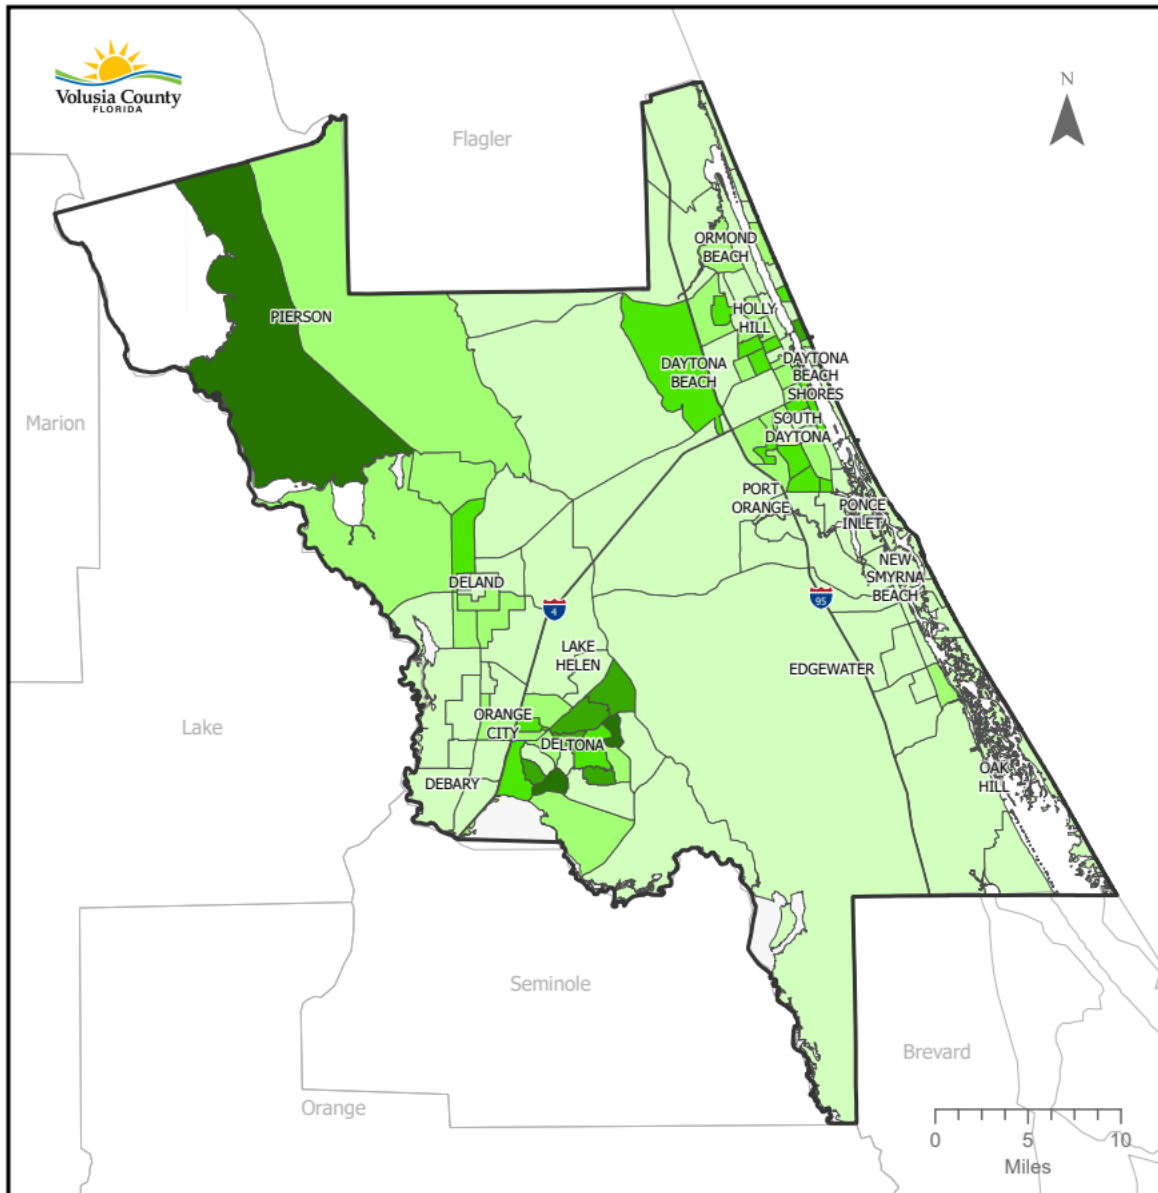 Volusia County
FLORIDA
N
Flagler
ORMOND
BEACH
HOLLY
HILL
PIERSON
DAYTONA
BEACH
DAYTONA
BEACH
SHORES
SOUTH
DAYTONA
Marion
PORT
ORANGE
PONCE
INLET
NEW
SMYRNA
BEACH
DELAND
4
95
LAKE
HELEN
EDGEWATER
Lake
ORANGE
CITY
DELTONA
DEBARY
OAK
HILL
Seminole
Brevard
Orange
0 5 10
Miles